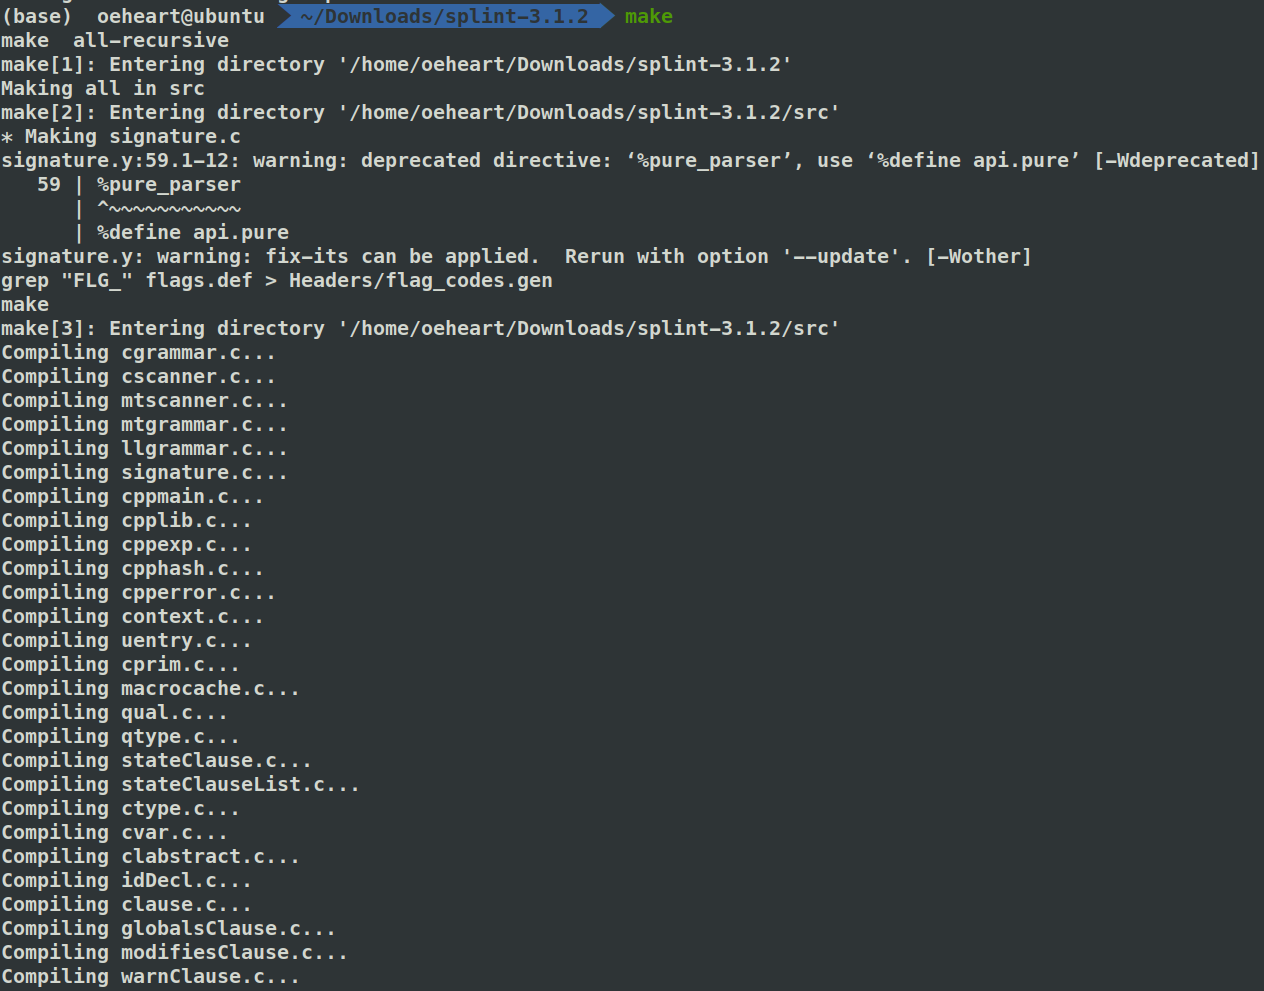 (base)  oeheart@ubuntu  ~/Downloads/splint-3.1.2  make
make  all-recursive
make[1]: Entering directory '/home/oeheart/Downloads/splint-3.1.2'
Making all in src
make[2]: Entering directory '/home/oeheart/Downloads/splint-3.1.2/src'
* Making signature.c
signature.y:59.1-12: warning: deprecated directive: ‘%pure_parser’, use ‘%define api.pure’ [-Wdeprecated]
   59 | %pure_parser
      | ^~~~~~~~~~~~
      | %define api.pure
signature.y: warning: fix-its can be applied.  Rerun with option '--update'. [-Wother]
grep "FLG_" flags.def > Headers/flag_codes.gen
make
make[3]: Entering directory '/home/oeheart/Downloads/splint-3.1.2/src'
Compiling cgrammar.c...
Compiling cscanner.c...
Compiling mtscanner.c...
Compiling mtgrammar.c...
Compiling llgrammar.c...
Compiling signature.c...
Compiling cppmain.c...
Compiling cpplib.c...
Compiling cppexp.c...
Compiling cpphash.c...
Compiling cpperror.c...
Compiling context.c...
Compiling uentry.c...
Compiling cprim.c...
Compiling macrocache.c...
Compiling qual.c...
Compiling qtype.c...
Compiling stateClause.c...
Compiling stateClauseList.c...
Compiling ctype.c...
Compiling cvar.c...
Compiling clabstract.c...
Compiling idDecl.c...
Compiling clause.c...
Compiling globalsClause.c...
Compiling modifiesClause.c...
Compiling warnClause.c...